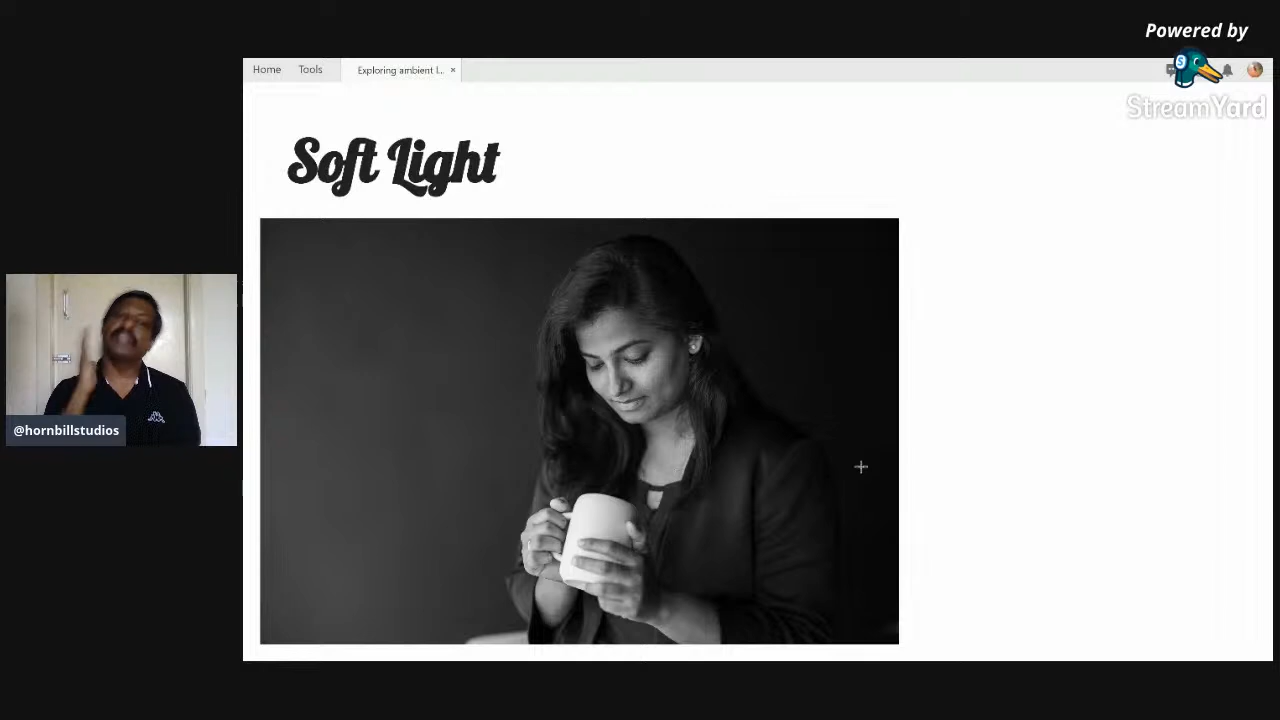 Powered by
StreamYard
Home Tools Exploring ambient l... ×
Soft Light
@hornbillstudios